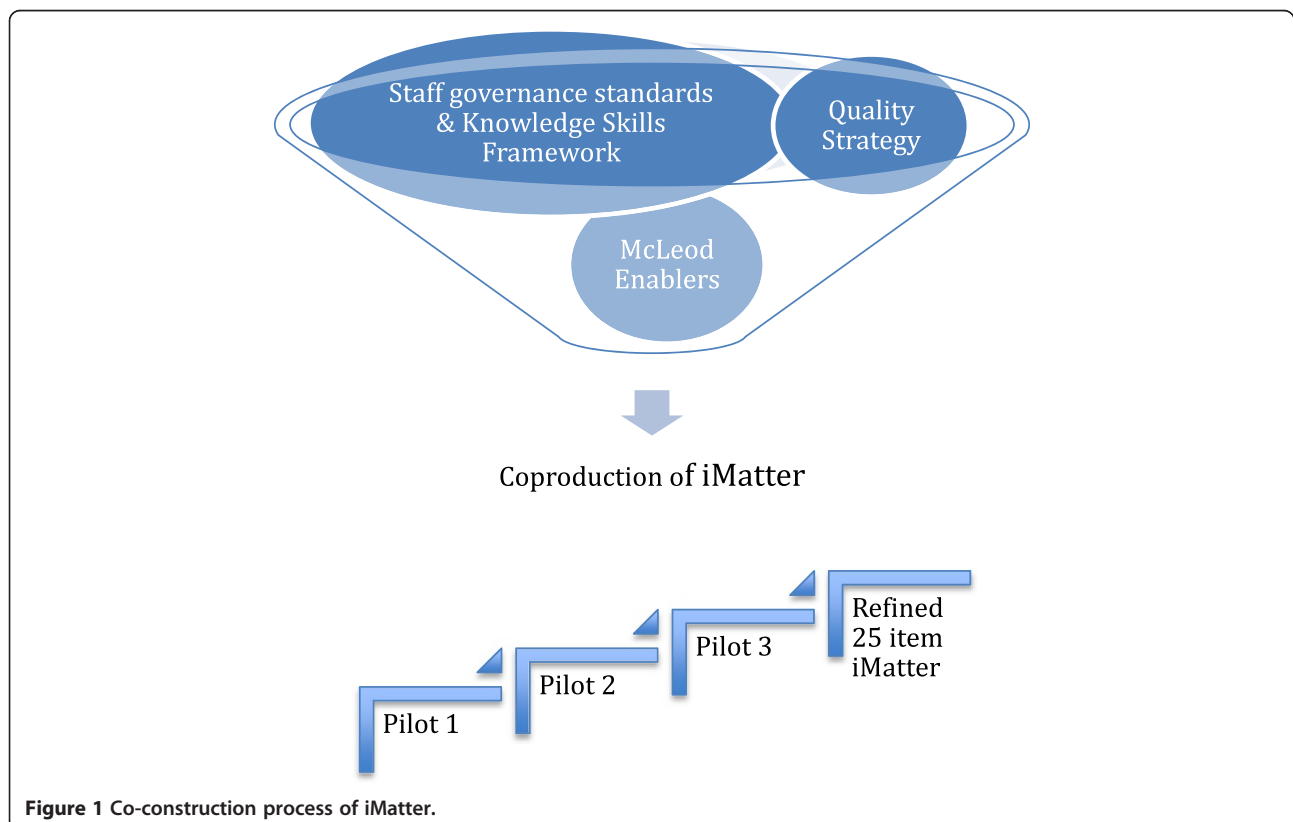 Staff governance standards
& Knowledge Skills
Framework
Quality
Strategy
McLeod
Enablers
Coproduction of iMatter
Pilot 1
Pilot 2
Pilot 3
Refined
25 item
iMatter
Figure 1 Co-construction process of iMatter.